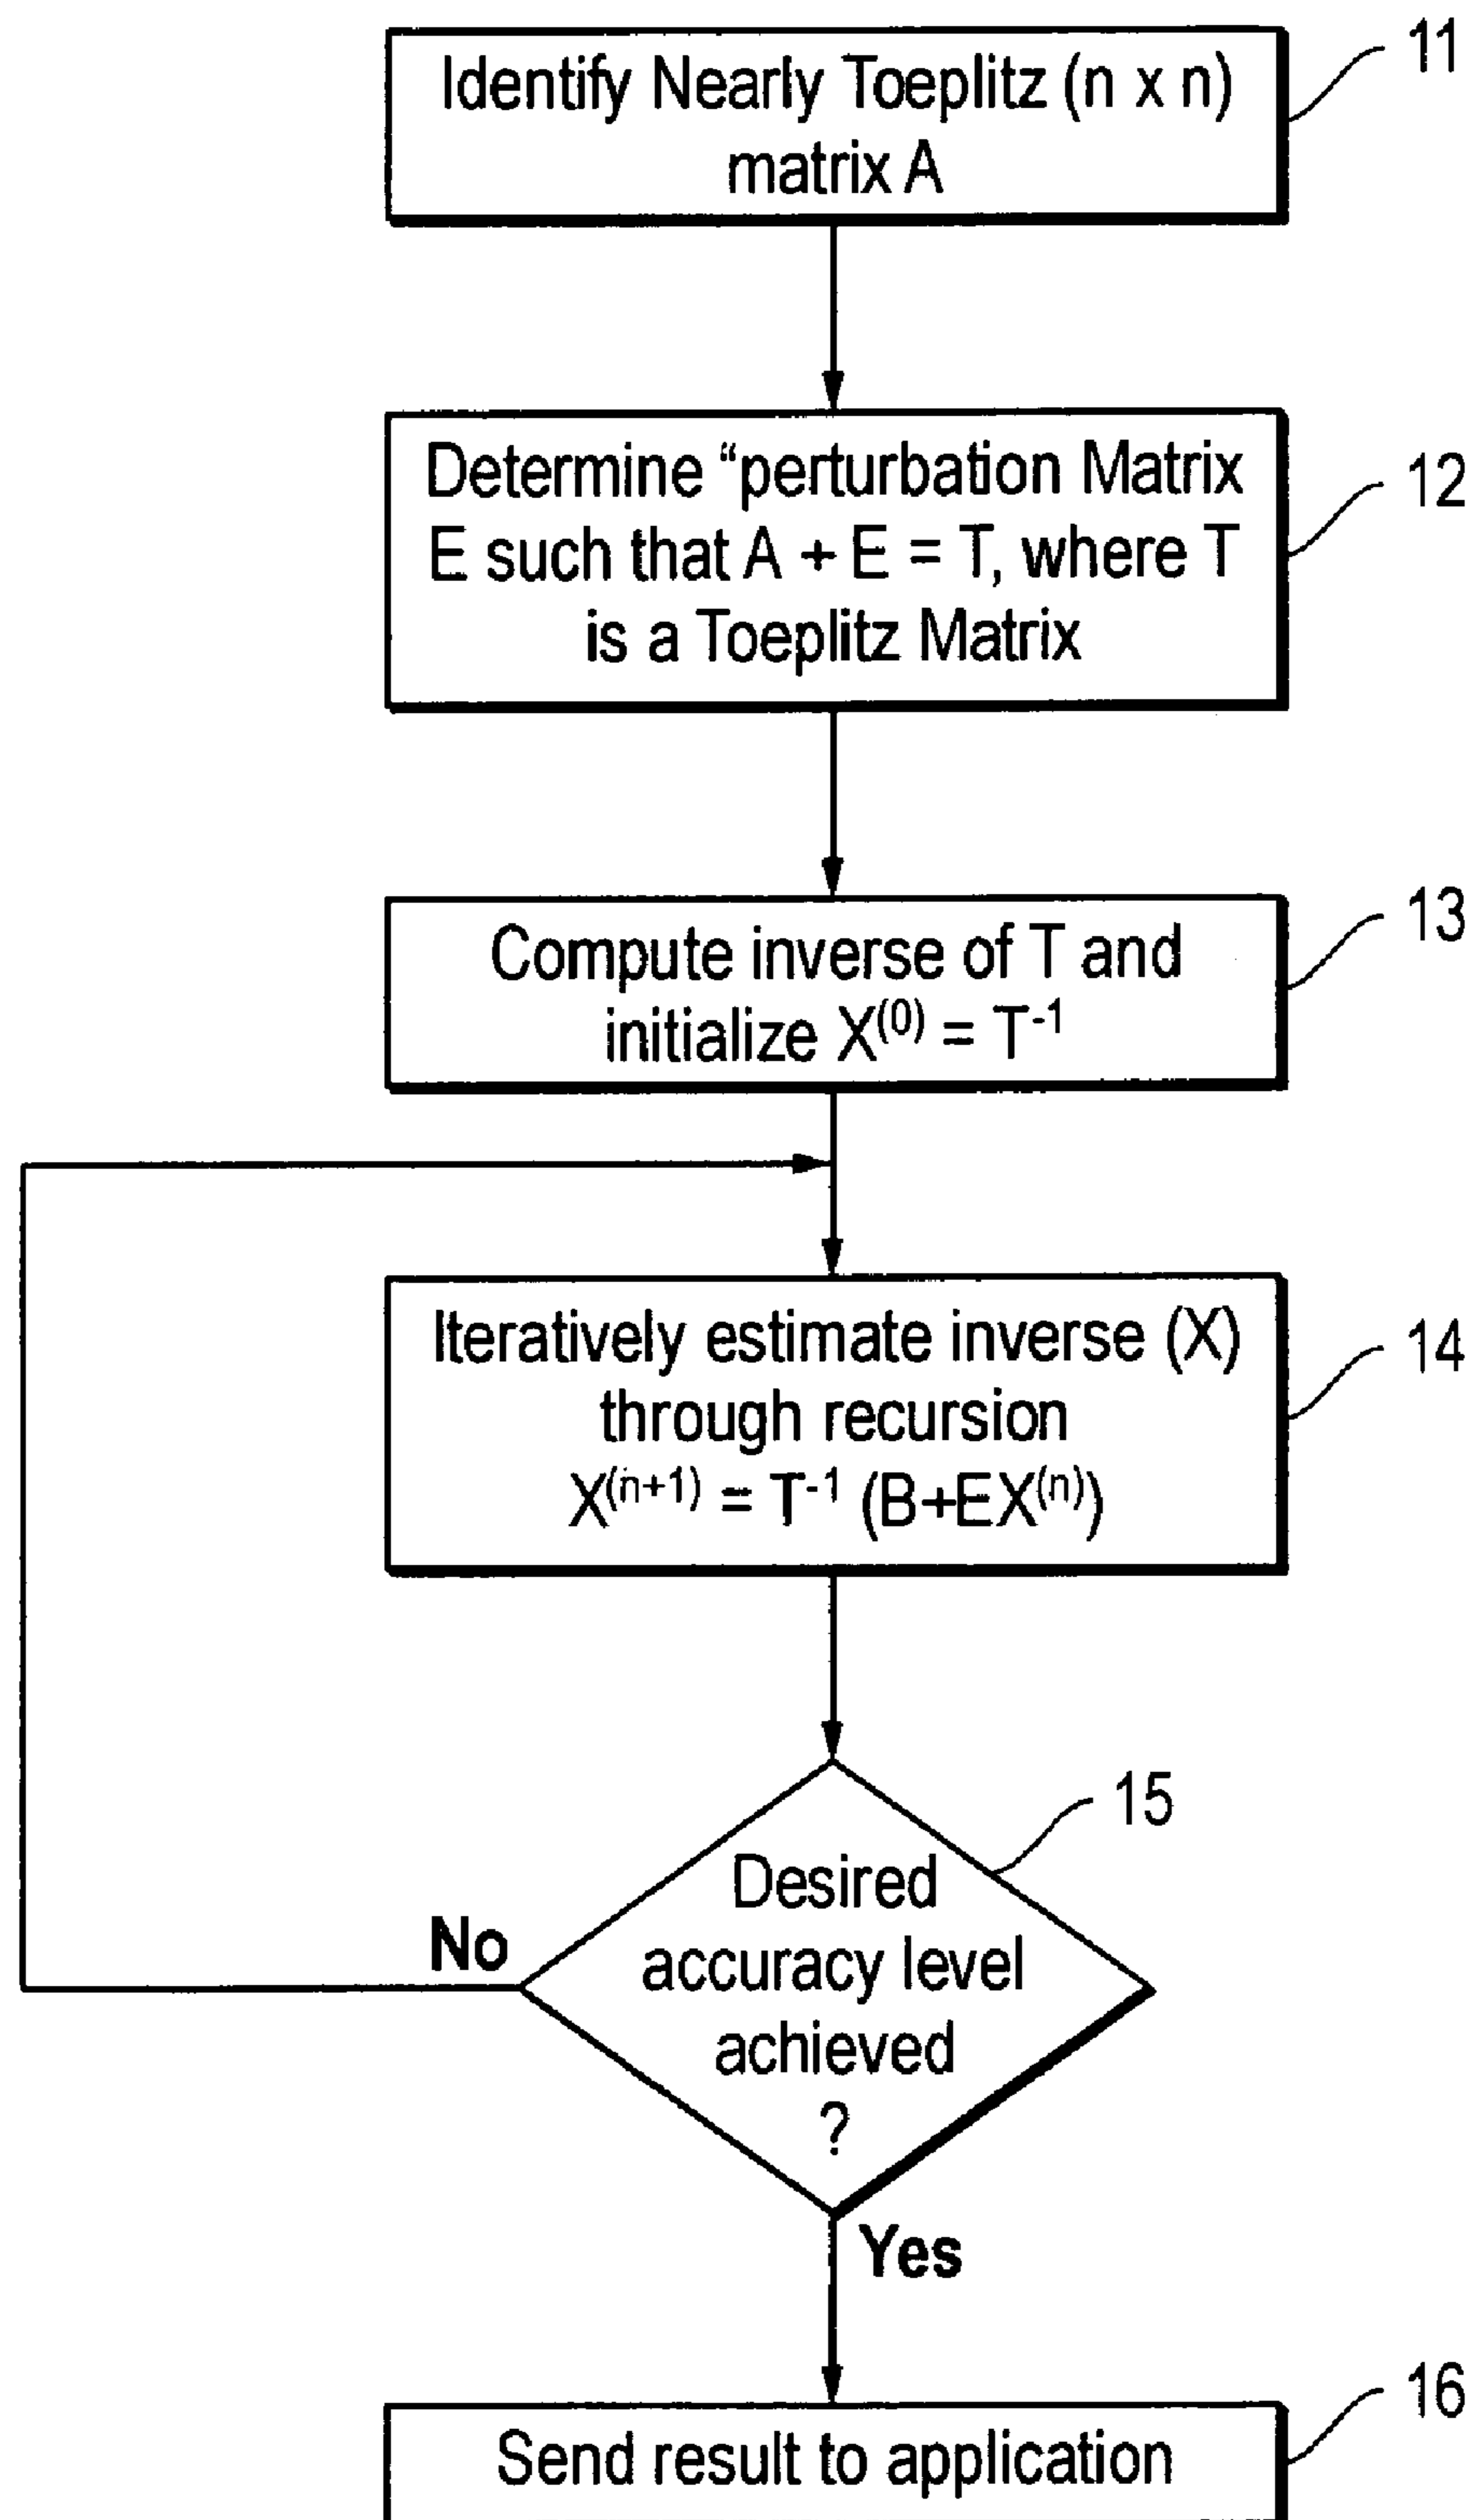 Identify Nearly Toeplitz (n x n)
matrix A
11
Determine “perturbation Matrix
E such that A + E = T, where T
is a Toeplitz Matrix
12
Compute inverse of T and
initialize X⁽⁰⁾ = T⁻¹
13
Iteratively estimate inverse (X)
through recursion
X⁽ⁿ⁺¹⁾ = T⁻¹ (B+EX⁽ⁿ⁾)
14
15
Desired
accuracy level
achieved
?
No
Yes
Send result to application
16